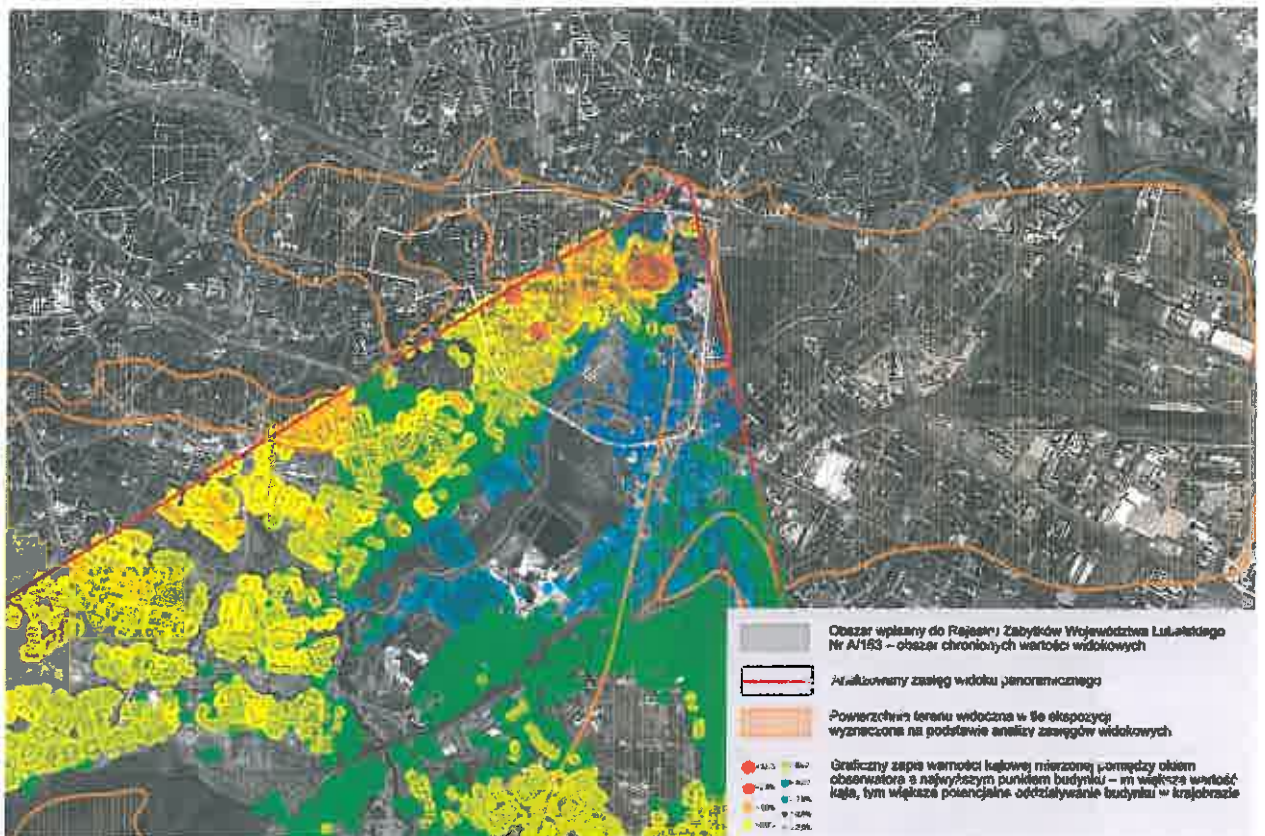 Obszar wpisany do Rejestru Zabytków Województwa Lubelskiego
Nr A/153 – obszar chronionych wartości widokowych
Analizowany zasięg widoku panoramicznego
Powierzchnia terenu widoczna w tle ekspozycji
wyznaczona na podstawie analizy zasięgów widokowych
Graficzny zapis wartości kątowej mierzonej pomiędzy okiem
obserwatora a najwyższym punktem budynku – im większa wartość
kąta, tym większe potencjalne oddziaływanie budynku w krajobrazie